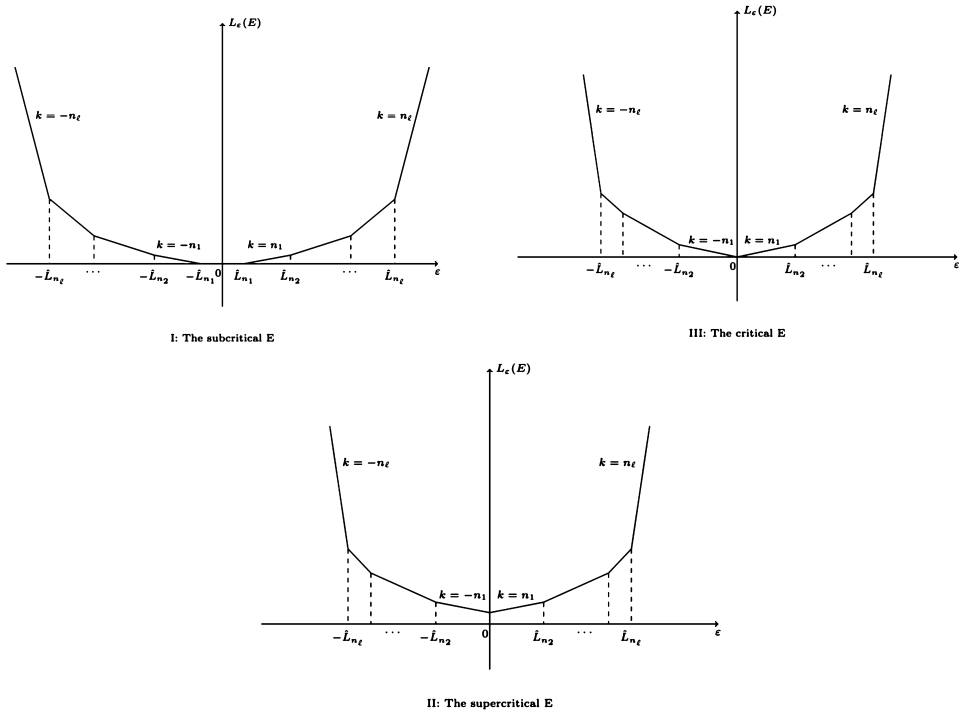 L_ε(E)
k = -n_ℓ
k = n_ℓ
k = -n_1
k = n_1
-L̂_{n_ℓ}
···
-L̂_{n_2}
-L̂_{n_1}
0
L̂_{n_1}
L̂_{n_2}
···
L̂_{n_ℓ}
ε
I: The subcritical E
L_ε(E)
k = -n_ℓ
k = n_ℓ
k = -n_1
k = n_1
-L̂_{n_ℓ}
···
-L̂_{n_2}
0
L̂_{n_2}
···
L̂_{n_ℓ}
ε
III: The critical E
L_ε(E)
k = -n_ℓ
k = n_ℓ
k = -n_1
k = n_1
-L̂_{n_ℓ}
···
-L̂_{n_2}
0
L̂_{n_2}
···
L̂_{n_ℓ}
ε
II: The supercritical E